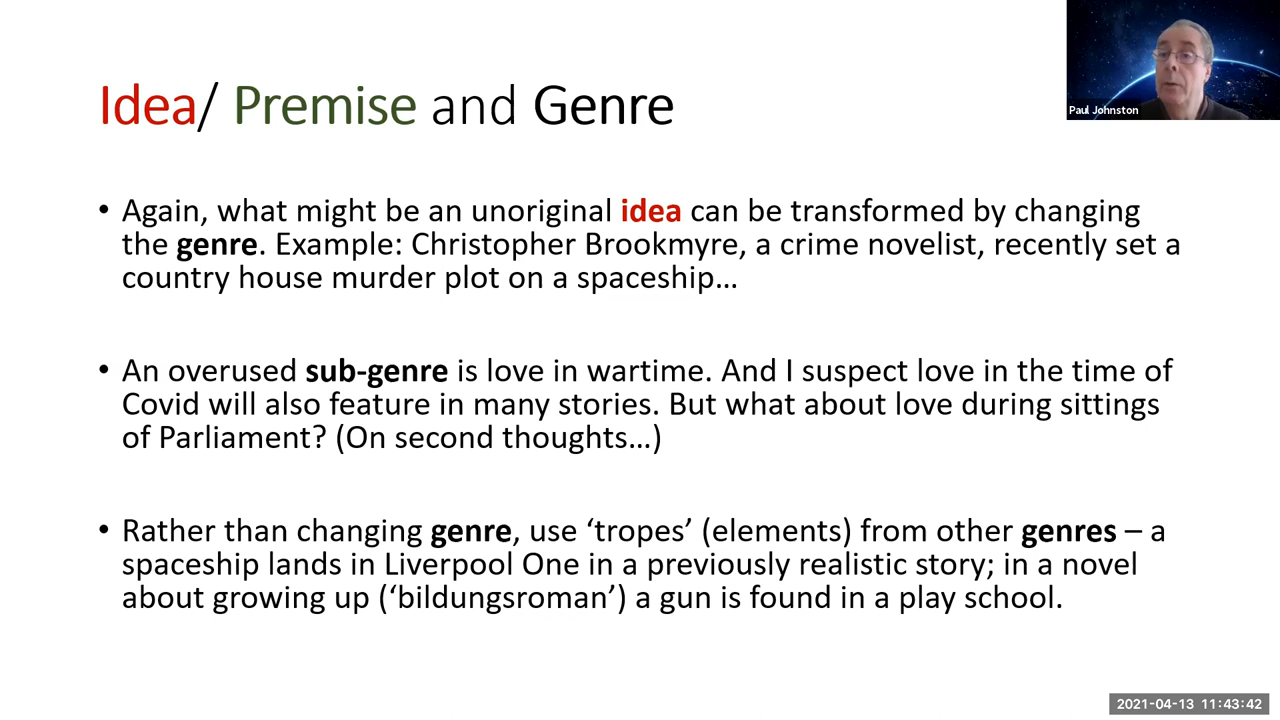 Idea/ Premise and Genre
Paul Johnston
• Again, what might be an unoriginal idea can be transformed by changing
the genre. Example: Christopher Brookmyre, a crime novelist, recently set a
country house murder plot on a spaceship…
• An overused sub-genre is love in wartime. And I suspect love in the time of
Covid will also feature in many stories. But what about love during sittings
of Parliament? (On second thoughts…)
• Rather than changing genre, use ‘tropes’ (elements) from other genres – a
spaceship lands in Liverpool One in a previously realistic story; in a novel
about growing up (‘bildungsroman’) a gun is found in a play school.
2021-04-13 11:43:42